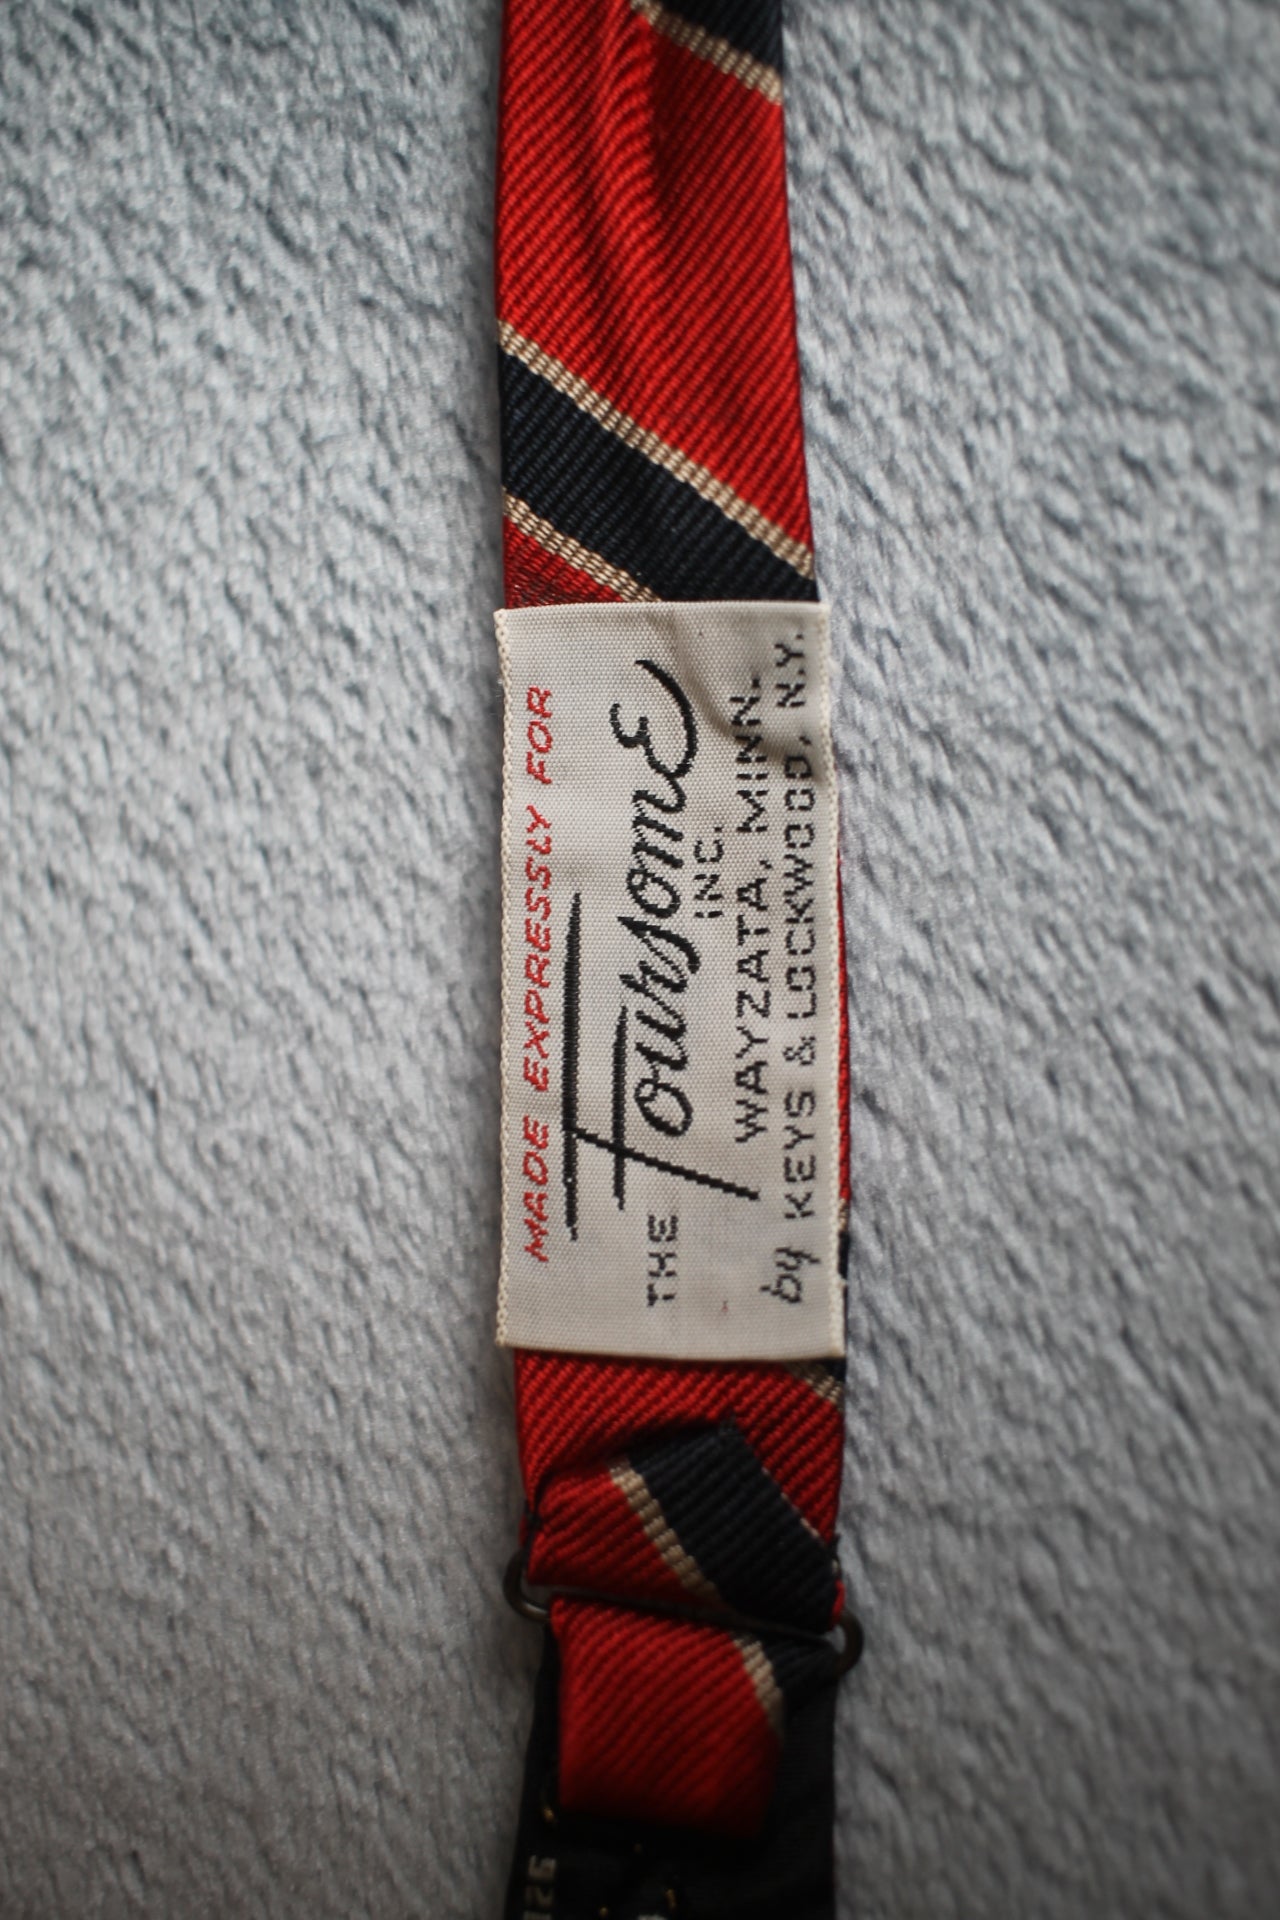 MADE EXPRESSLY FOR
THE FoursomE
INC.
WAYZATA, MINN.
by KEYS & LOCKWOOD, N.Y.